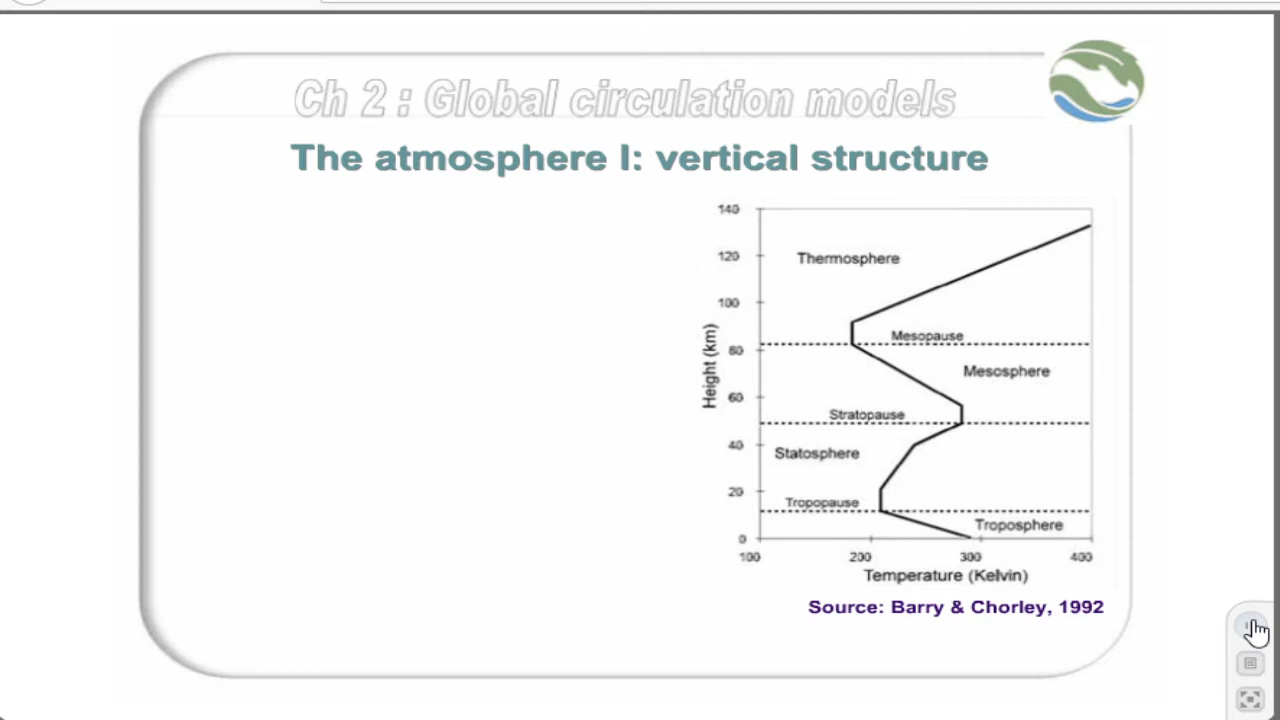 Ch 2 : Global circulation models
The atmosphere I: vertical structure
140
120
100
80
60
40
20
0
Height (km)
Thermosphere
Mesopause
Mesosphere
Stratopause
Statosphere
Tropopause
Troposphere
100 200 300 400
Temperature (Kelvin)
Source: Barry & Chorley, 1992